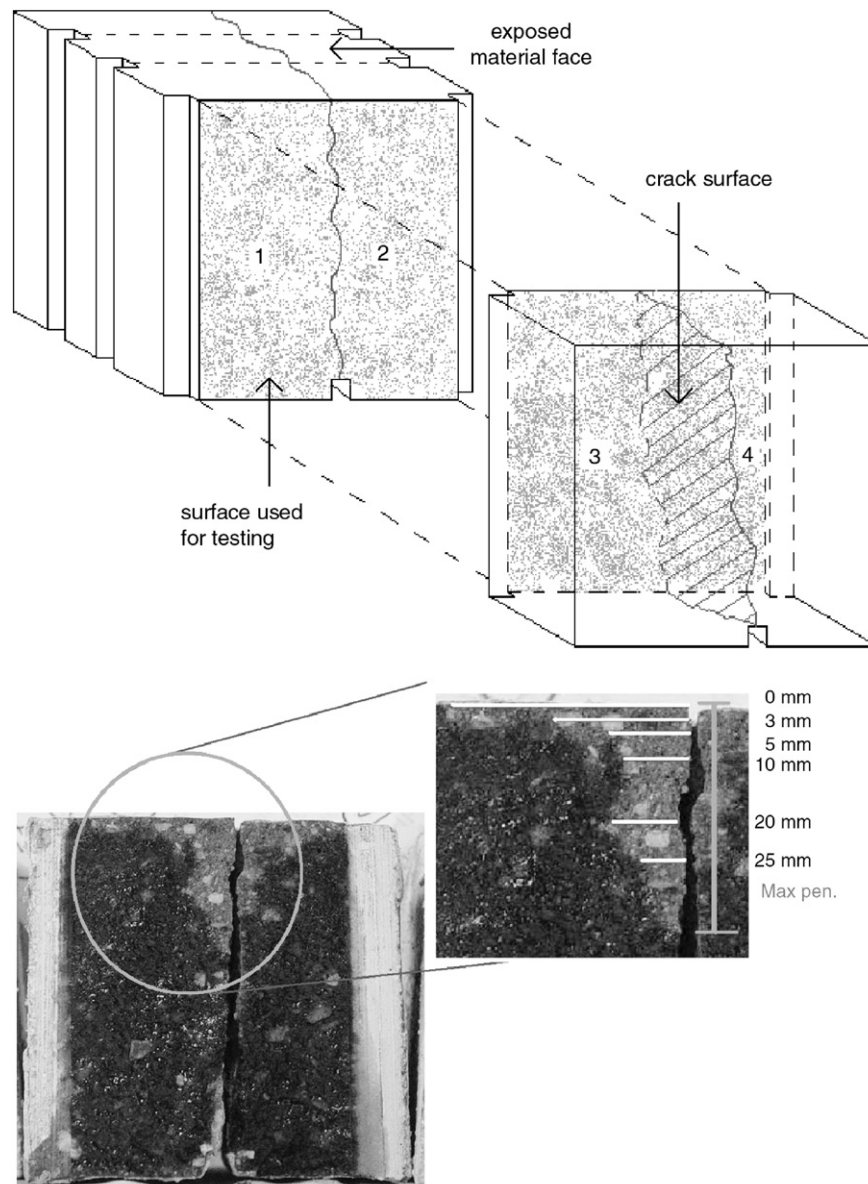 exposed
material face
crack surface
1
2
3
4
surface used
for testing
0 mm
3 mm
5 mm
10 mm
20 mm
25 mm
Max pen.